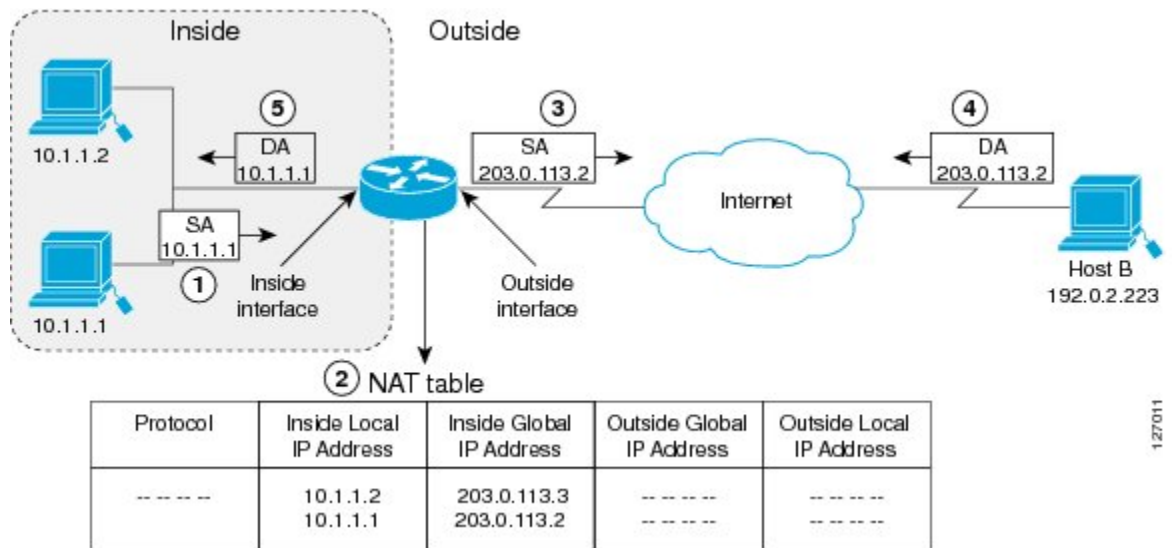 Inside
Outside
10.1.1.2
5
DA
10.1.1.1
3
SA
203.0.113.2
4
DA
203.0.113.2
Internet
SA
10.1.1.1
1
10.1.1.1
Inside
interface
Outside
interface
Host B
192.0.2.223
2 NAT table
Protocol Inside Local IP Address Inside Global IP Address Outside Global IP Address Outside Local IP Address
-- -- -- -- 10.1.1.2 203.0.113.3 -- -- -- -- -- -- -- --
10.1.1.1 203.0.113.2 -- -- -- -- -- -- -- --
127011